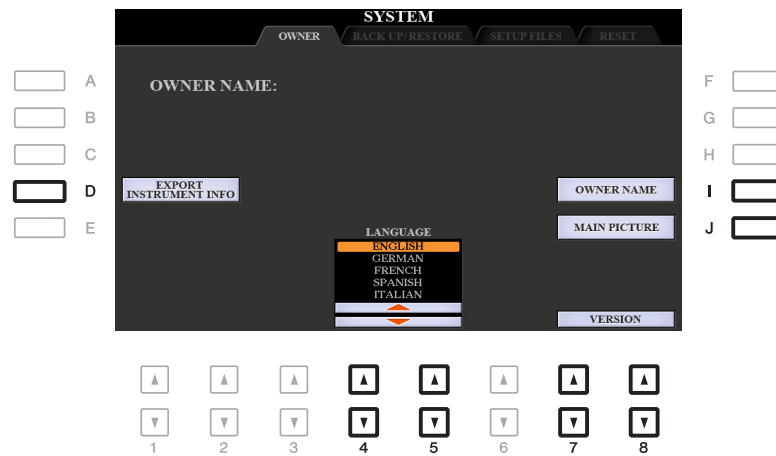 SYSTEM
OWNER BACK UP/RESTORE SETUP FILES RESET
A OWNER NAME: F
B G
C H
D EXPORT INSTRUMENT INFO OWNER NAME I
E MAIN PICTURE J
LANGUAGE
ENGLISH
GERMAN
FRENCH
SPANISH
ITALIAN
VERSION
1 2 3 4 5 6 7 8